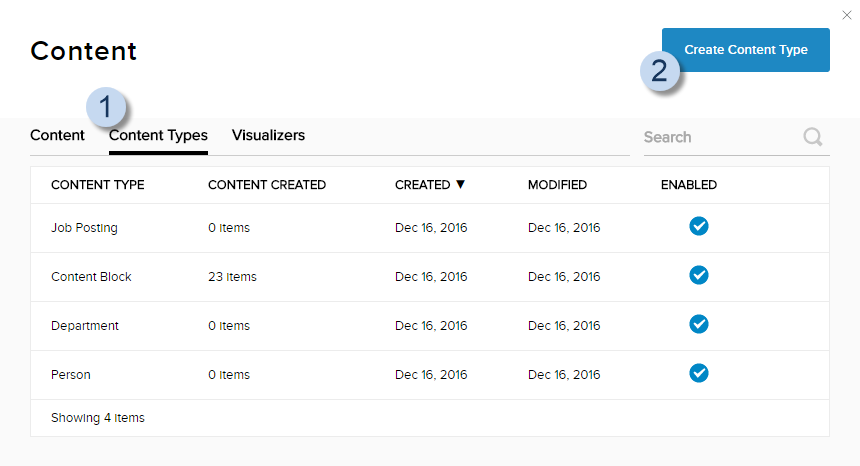 Content
Create Content Type
2
1
Content Content Types Visualizers Search
CONTENT TYPE CONTENT CREATED CREATED ▼ MODIFIED ENABLED
Job Posting 0 items Dec 16, 2016 Dec 16, 2016
Content Block 23 items Dec 16, 2016 Dec 16, 2016
Department 0 items Dec 16, 2016 Dec 16, 2016
Person 0 items Dec 16, 2016 Dec 16, 2016
Showing 4 items